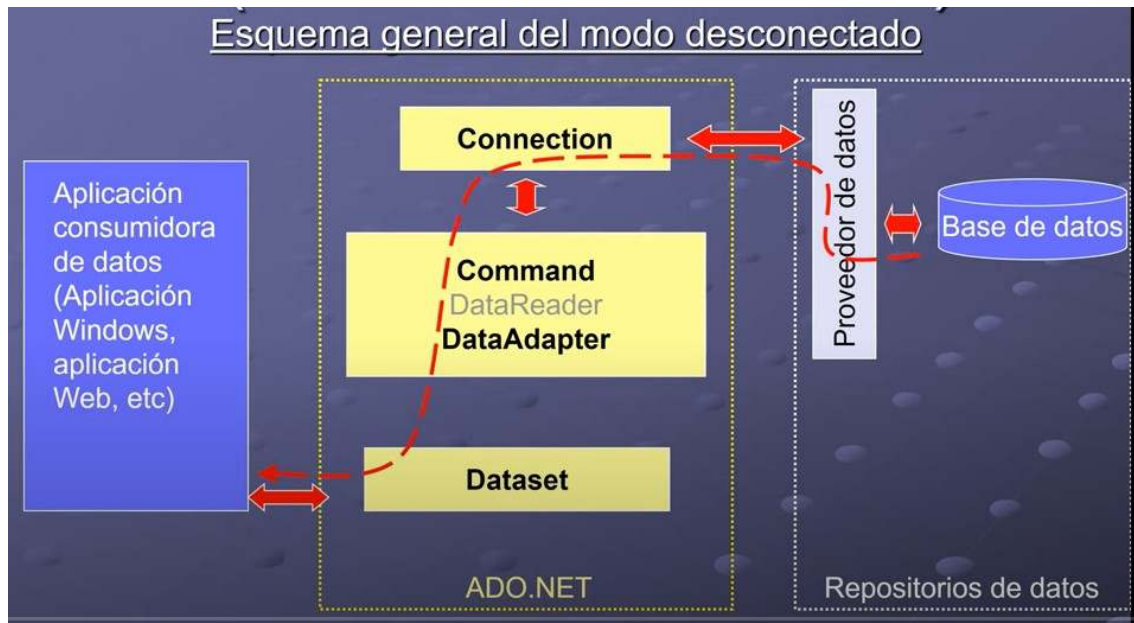 Esquema general del modo desconectado
Aplicación
consumidora
de datos
(Aplicación
Windows,
aplicación
Web, etc)
Connection
Command
DataReader
DataAdapter
Dataset
ADO.NET
Proveedor de datos
Base de datos
Repositorios de datos